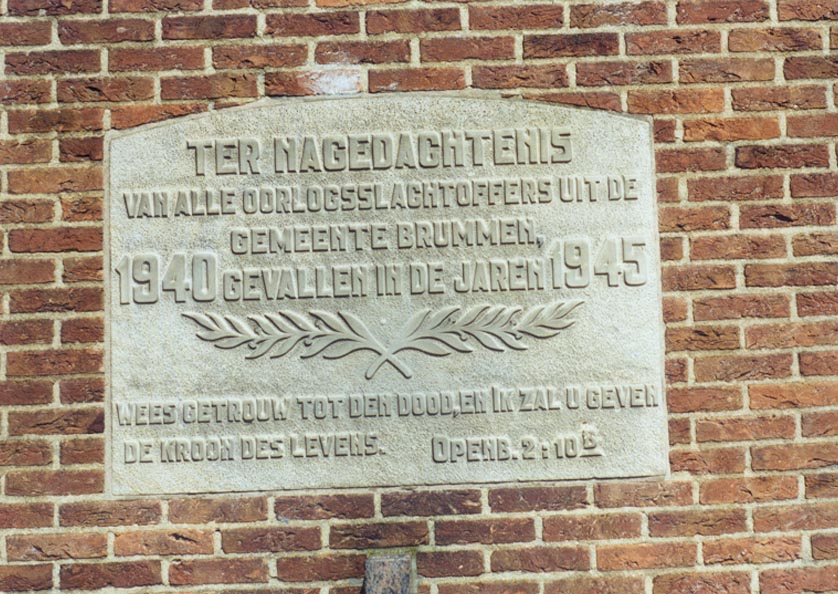 TER NAGEDACHTENIS
VAN ALLE OORLOGSSLACHTOFFERS UIT DE
GEMEENTE BRUMMEN,
1940 GEVALLEN IN DE JAREN 1945
WEES GETROUW TOT DEN DOOD, EN IK ZAL U GEVEN
DE KROON DES LEVENS. OPENB. 2:10B